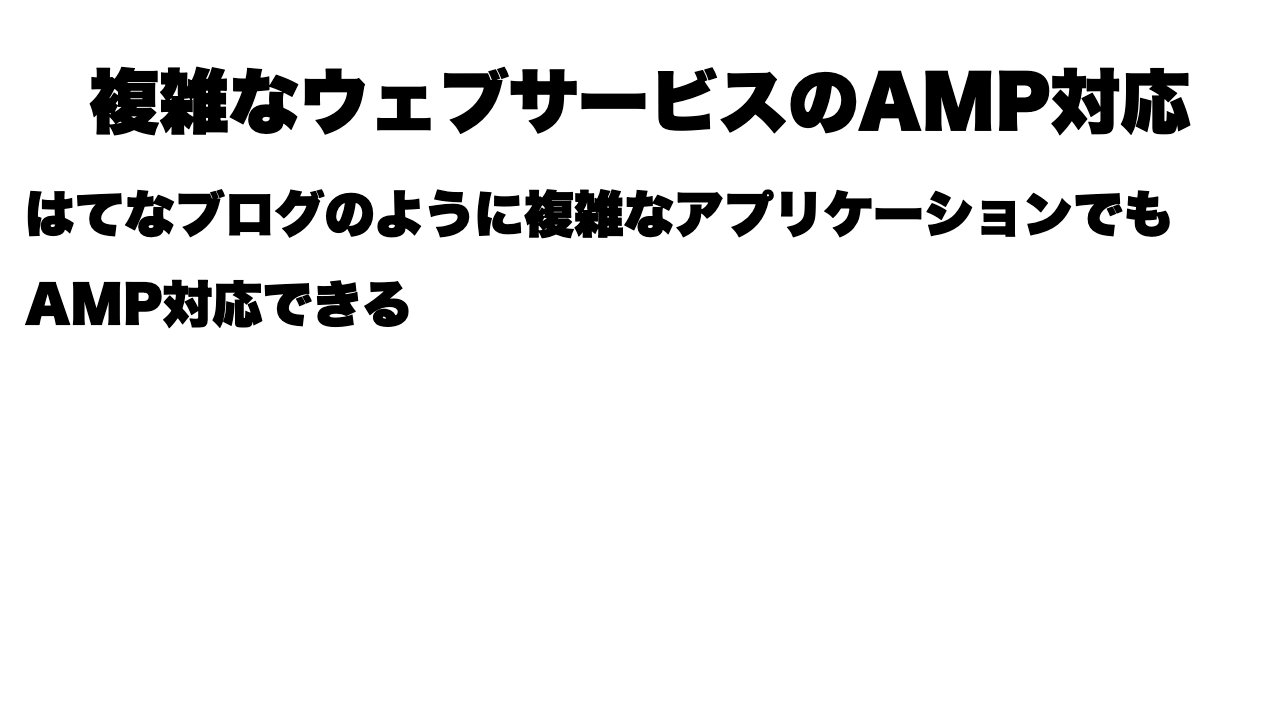 複雑なウェブサービスのAMP対応
はてなブログのように複雑なアプリケーションでも
AMP対応できる